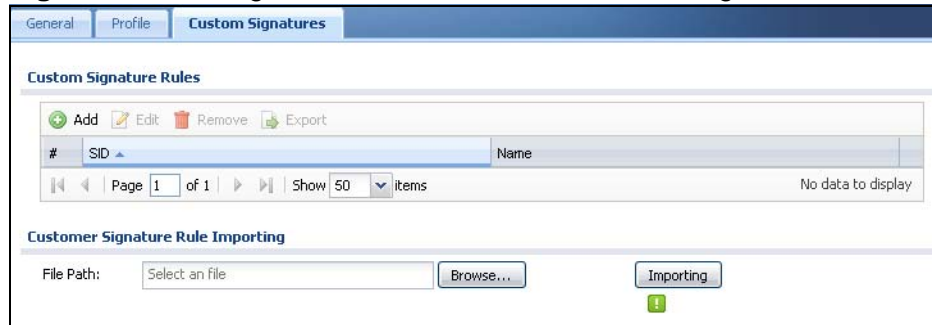 General Profile Custom Signatures
Custom Signature Rules
Add Edit Remove Export
# SID Name
Page 1 of 1 Show 50 items No data to display
Customer Signature Rule Importing
File Path: Select an file Browse... Importing